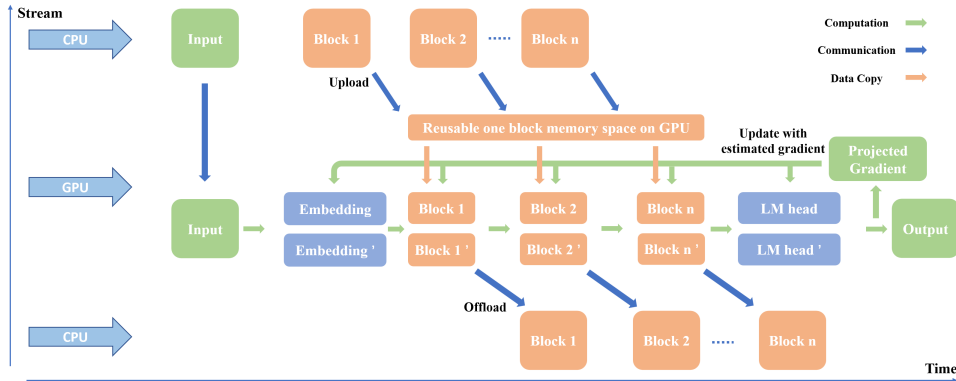 Stream
CPU
Input
Block 1
Block 2
Block n
Computation
Communication
Data Copy
Upload
Reusable one block memory space on GPU
Update with
estimated gradient
Projected
Gradient
GPU
Input
Embedding
Block 1
Block 2
Block n
LM head
Embedding '
Block 1 '
Block 2 '
Block n '
LM head '
Output
Offload
CPU
Block 1
Block 2
Block n
Time